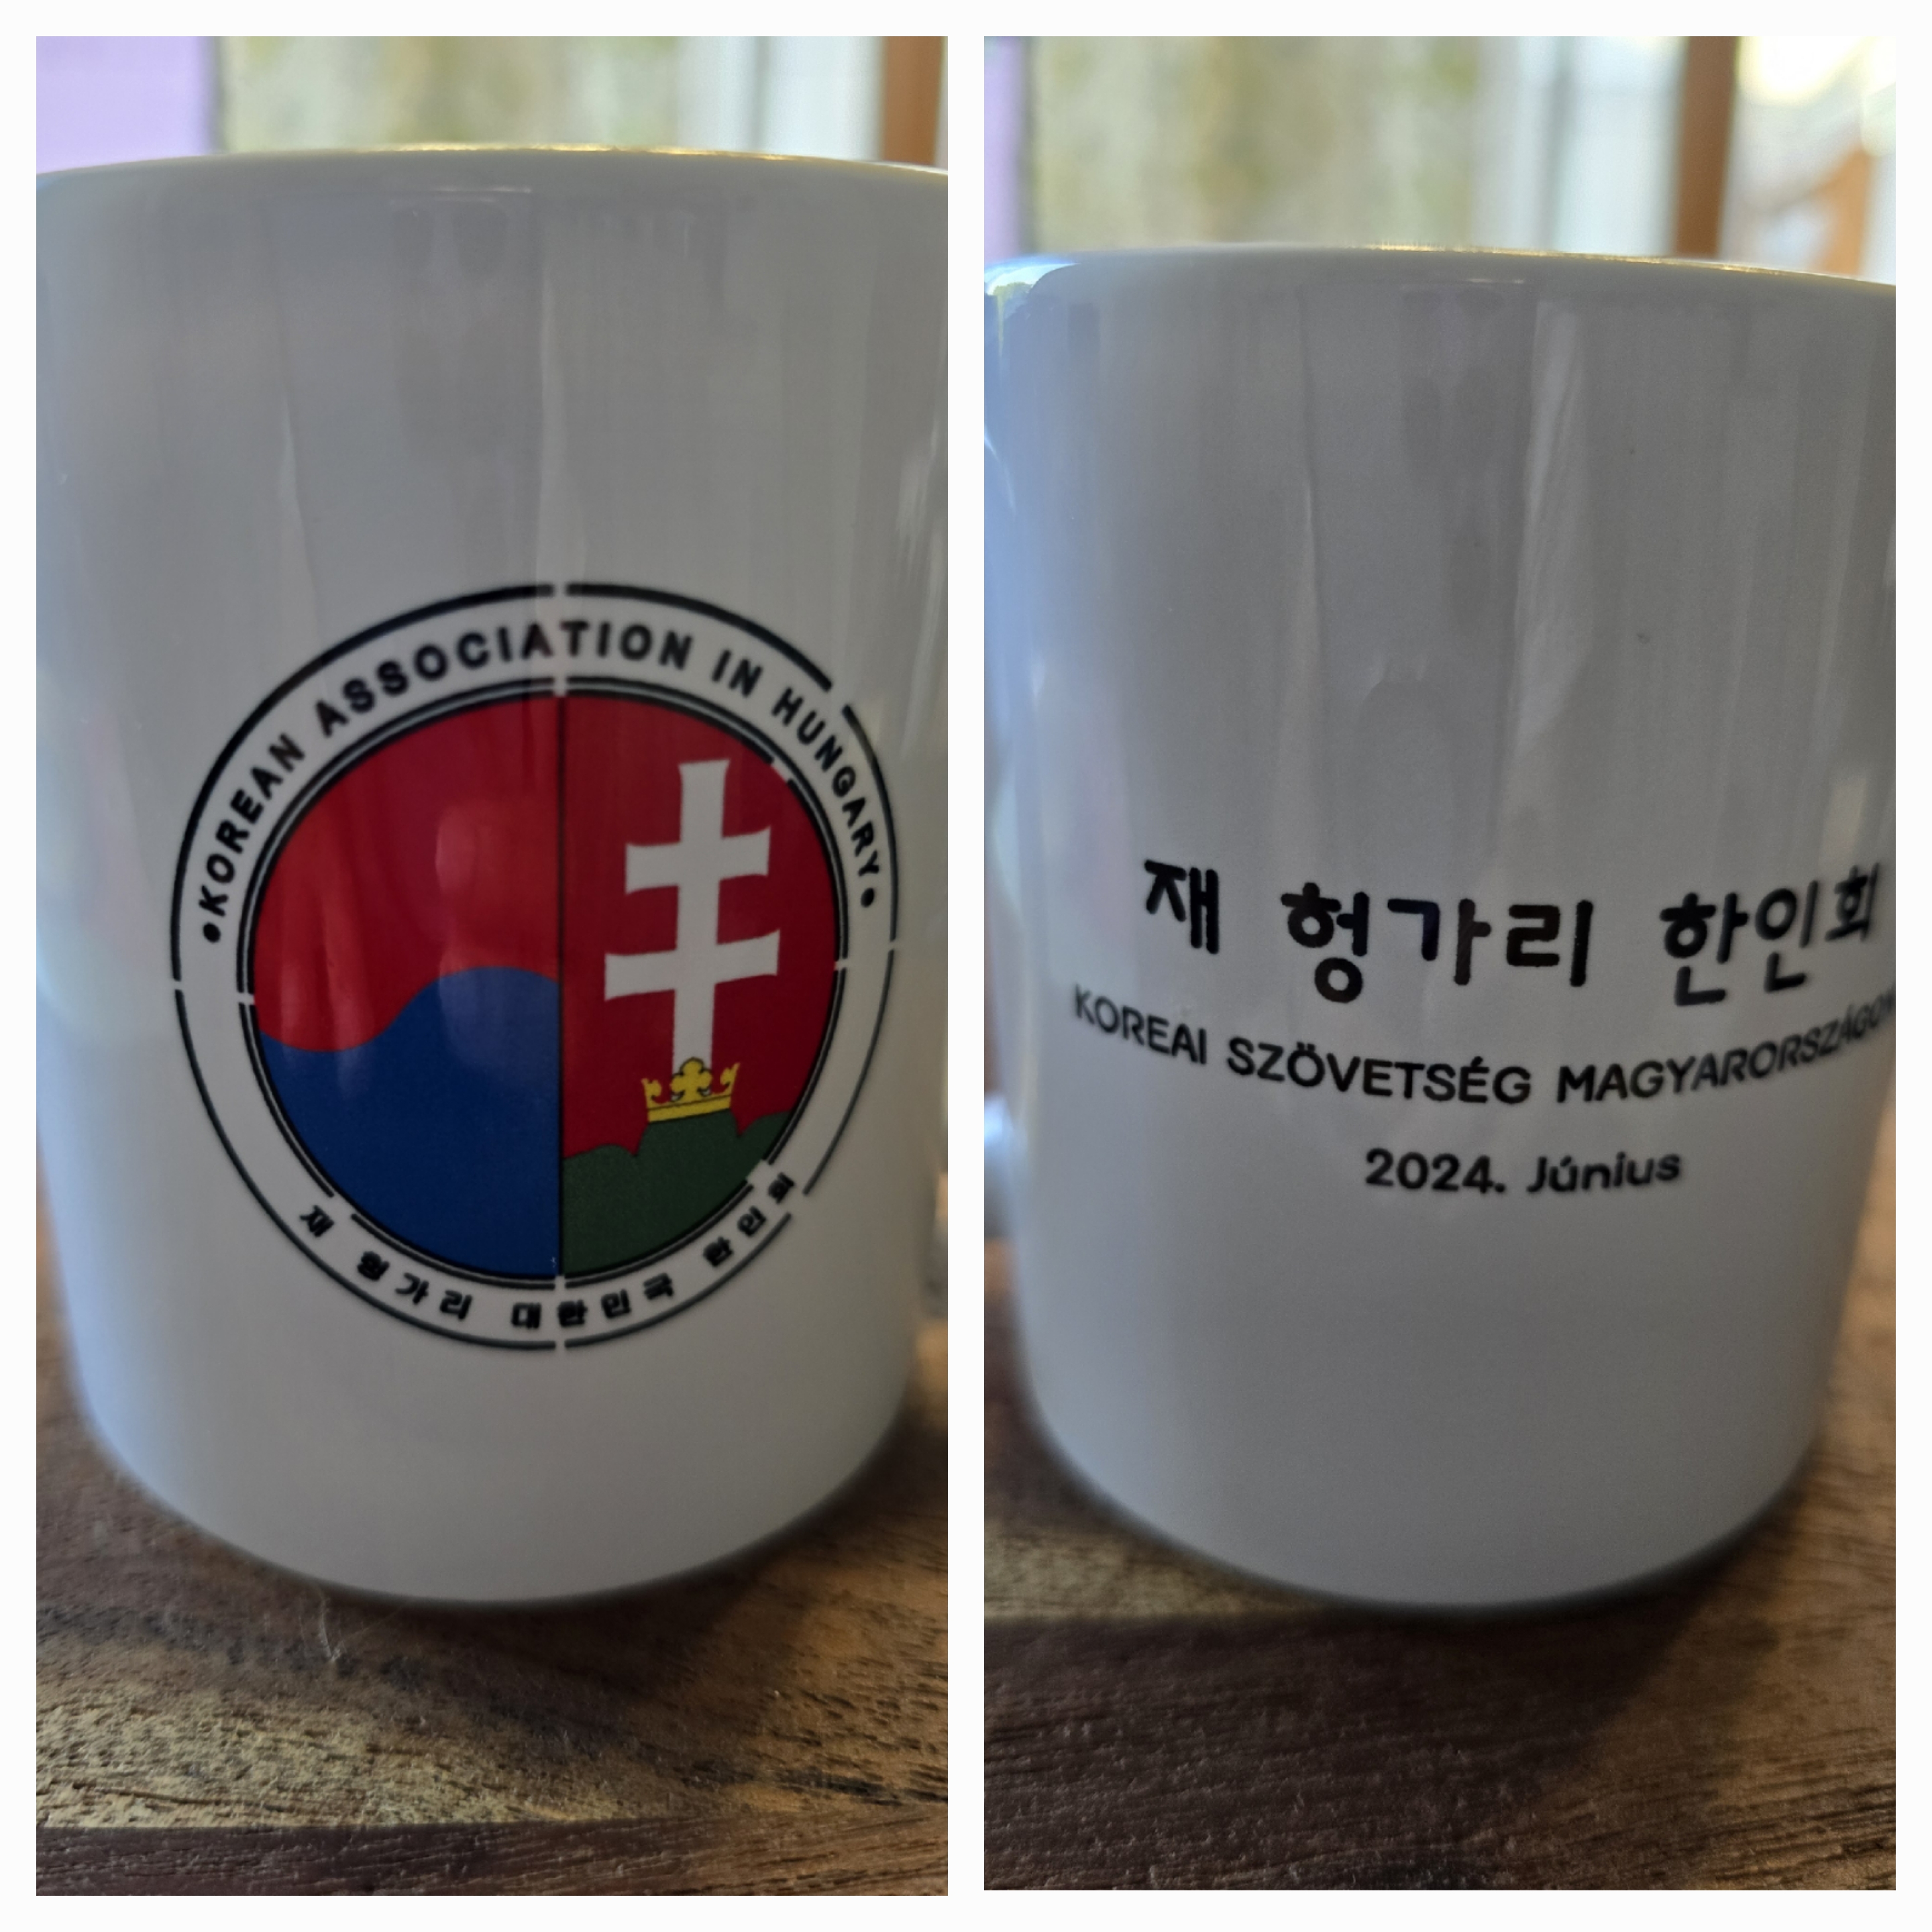 •KOREAN ASSOCIATION IN HUNGARY•
재 헝가리 대한민국 한인회
재 헝가리 한인회
KOREAI SZÖVETSÉG MAGYARORSZÁGON
2024. Június